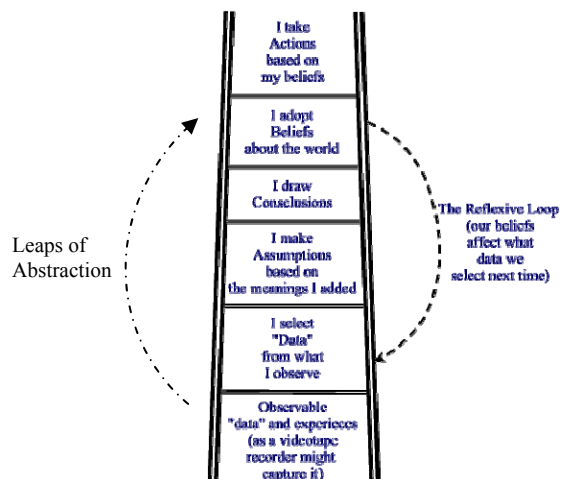 I take
Actions
based on
my beliefs
I adopt
Beliefs
about the world
I draw
Conselusions
I make
Assumptions
based on
the meanings I added
I select
"Data"
from what
I observe
Observable
"data" and experieces
(as a videotape
recorder might
capture it)
Leaps of
Abstraction
The Reflexive Loop
(our beliefs
affect what
data we
select next time)